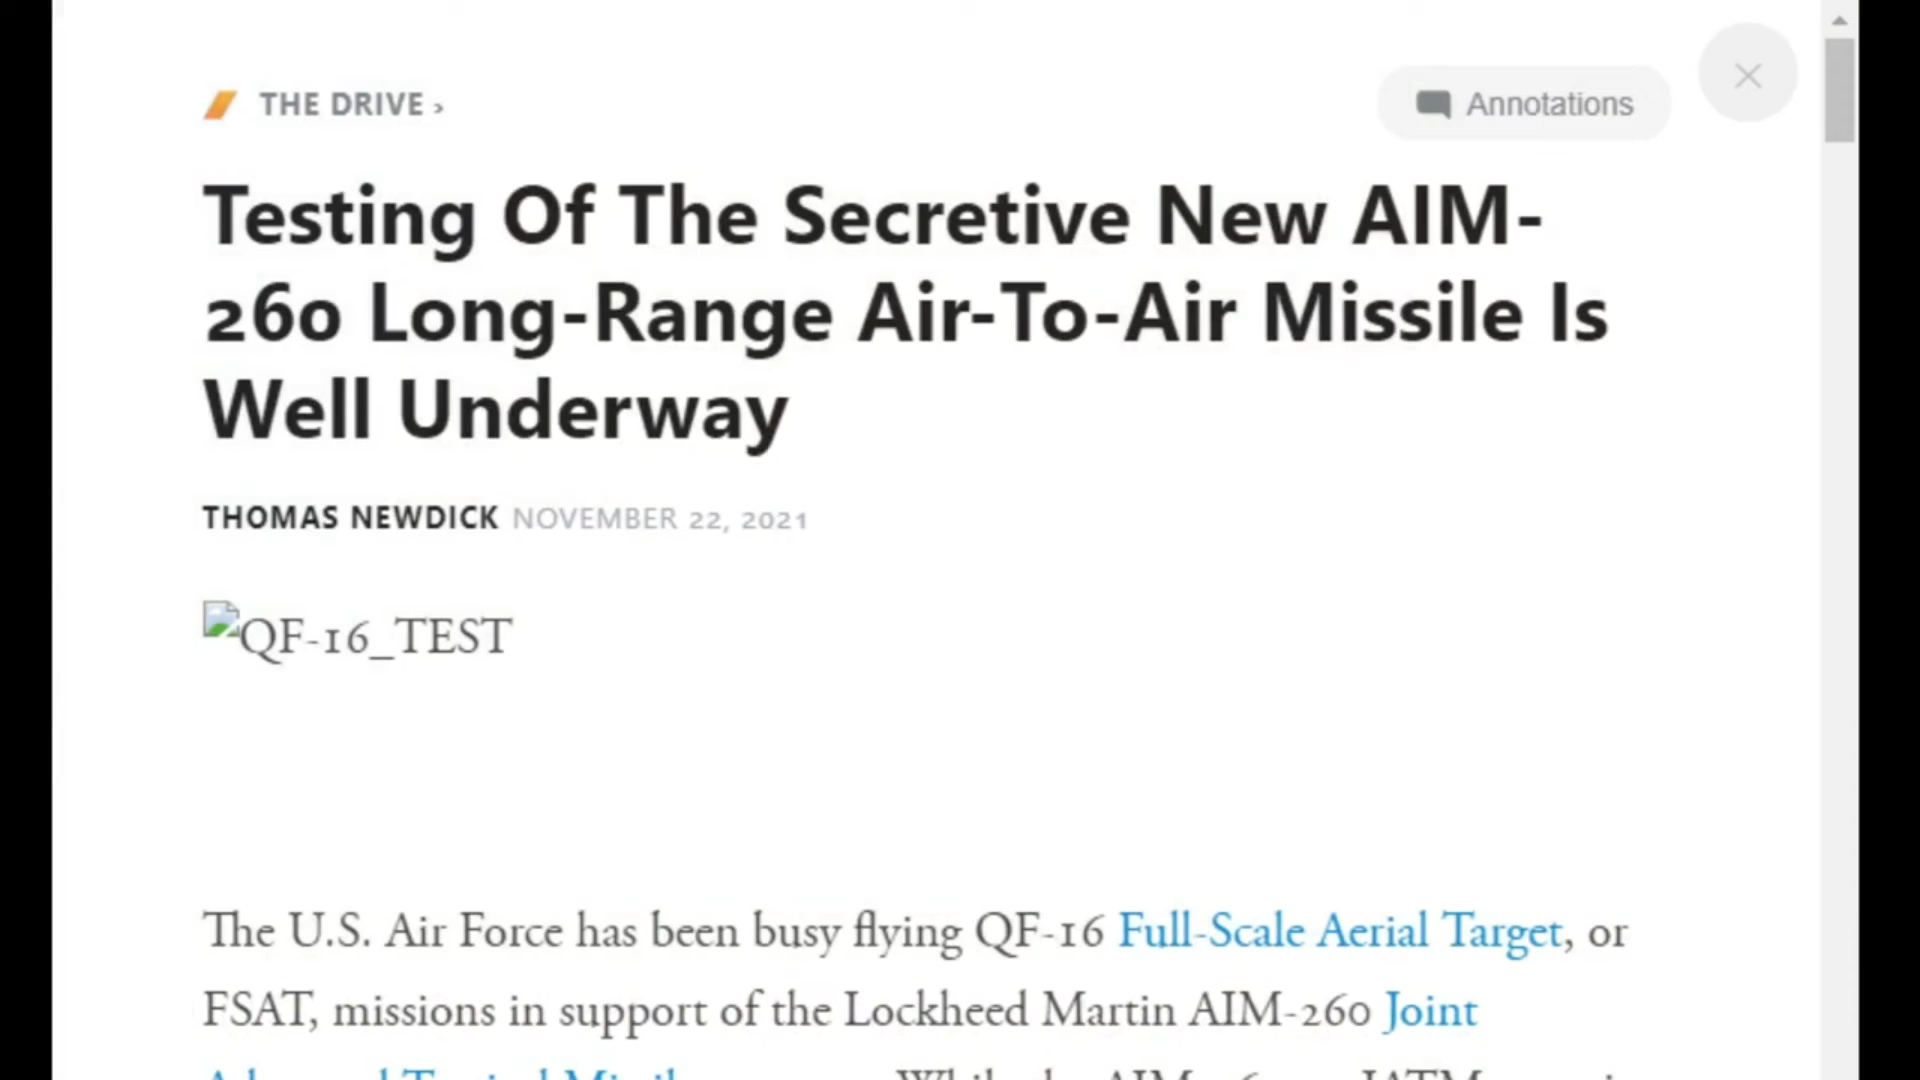 THE DRIVE ›
Annotations
Testing Of The Secretive New AIM-
260 Long-Range Air-To-Air Missile Is
Well Underway
THOMAS NEWDICK NOVEMBER 22, 2021
QF-16_TEST
The U.S. Air Force has been busy flying QF-16 Full-Scale Aerial Target, or
FSAT, missions in support of the Lockheed Martin AIM-260 Joint